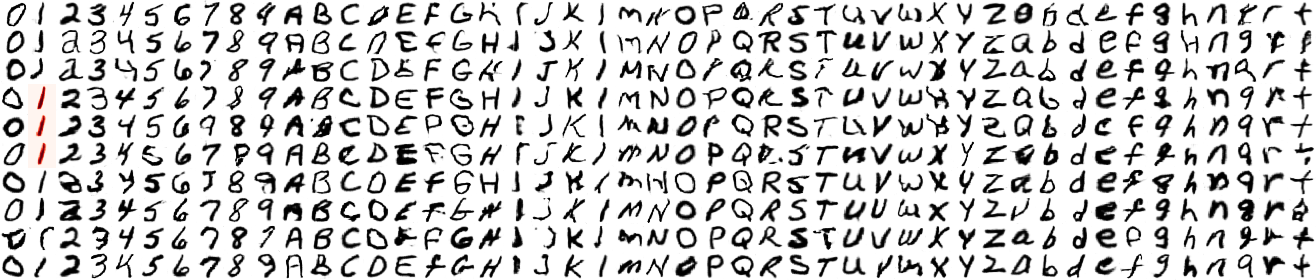 0 1 2 3 4 5 6 7 8 9 A B C D E F G H I J K l M N O P Q R S T U V W X Y Z a b d e f g h n q r t
0 1 2 3 4 5 6 7 8 9 A B C D E F G H I J K l M N O P Q R S T U V W X Y Z a b d e f g h n q r t
0 1 2 3 4 5 6 7 8 9 A B C D E F G H I J K l M N O P Q R S T U V W X Y Z a b d e f g h n q r t
0 1 2 3 4 5 6 7 8 9 A B C D E F G H I J K l M N O P Q R S T U V W X Y Z a b d e f g h n q r t
0 1 2 3 4 5 6 9 8 9 A B C D E F G H I J K l M N O P Q R S T U V W X Y Z a b d e f g h n q r t
0 1 2 3 4 5 6 7 8 9 A B C D E F G H I J K l M N O P Q R S T U V W X Y Z a b d e f g h n q r t
0 1 2 3 4 5 6 7 8 9 A B C D E F G H I J K l M N O P Q R S T U V W X Y Z a b d e f g h n q r t
0 1 2 3 4 5 6 7 8 9 A B C D E F G H I J K l M N O P Q R S T U V W X Y Z b d e f g h n q r t
0 1 2 3 4 5 6 7 8 9 A B C D E F G H I J K l M N O P Q R S T U V W X Y Z a b d e f g h n q r t
0 1 2 3 4 5 6 7 8 9 A B C D E F G H I J K l M N O P Q R S T U V W X Y Z a b d e f g h n q r t